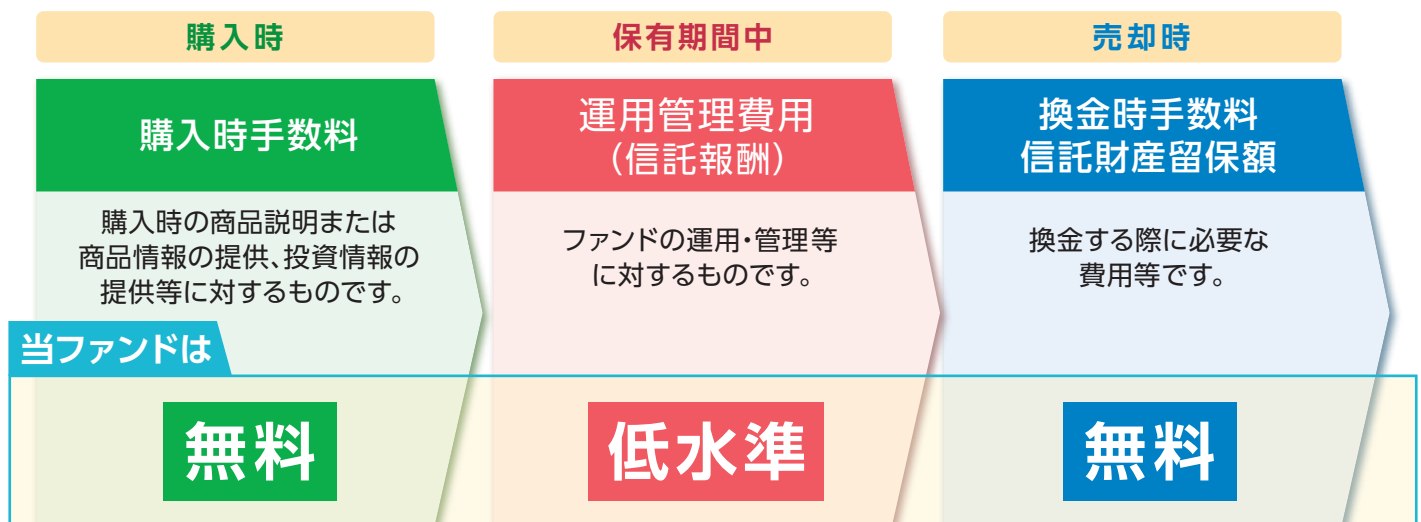 購入時
購入時手数料
購入時の商品説明または
商品情報の提供、投資情報の
提供等に対するものです。
保有期間中
運用管理費用
(信託報酬)
ファンドの運用・管理等
に対するものです。
売却時
換金時手数料
信託財産留保額
換金する際に必要な
費用等です。
当ファンドは
無料
低水準
無料